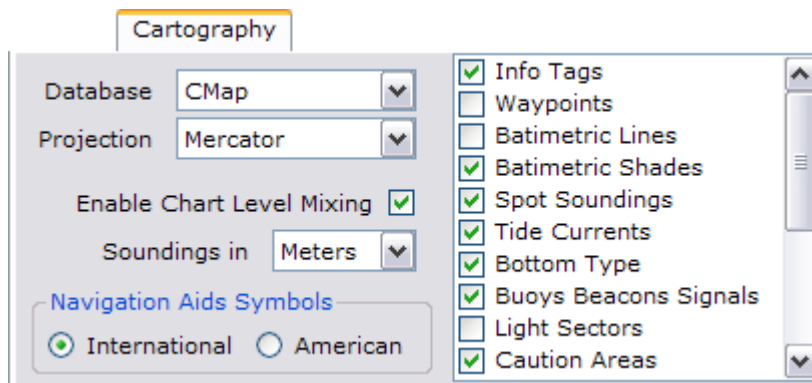 Cartography
Database CMap
Projection Mercator
Enable Chart Level Mixing
Soundings in Meters
Navigation Aids Symbols
International American
Info Tags
Waypoints
Batimetric Lines
Batimetric Shades
Spot Soundings
Tide Currents
Bottom Type
Buoys Beacons Signals
Light Sectors
Caution Areas